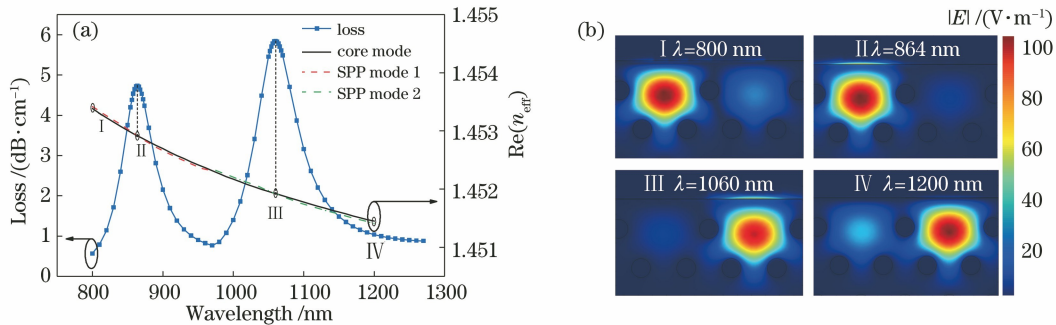 (a)
loss
core mode
SPP mode 1
SPP mode 2
I
II
III
IV
Loss /(dB·cm⁻¹)
6
5
4
3
2
1
0
800 900 1000 1100 1200 1300
Wavelength /nm
1.455
1.454
1.453
1.452
1.451
Re(n_eff)
(b)
|E| /(V·m⁻¹)
I λ=800 nm
II λ=864 nm
III λ=1060 nm
IV λ=1200 nm
100
80
60
40
20